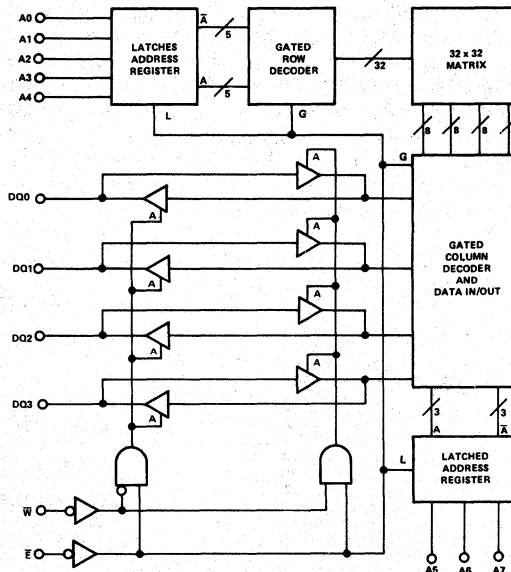 A0
A1
A2
A3
A4
LATCHES
ADDRESS
REGISTER
L
A̅
5
A
5
GATED
ROW
DECODER
G
32
32 x 32
MATRIX
8
8
8
G
GATED
COLUMN
DECODER
AND
DATA IN/OUT
DQ0
A
A
DQ1
A
A
DQ2
A
A
DQ3
A
A
3
A
3
A̅
L
LATCHED
ADDRESS
REGISTER
W̅
E̅
A5
A6
A7